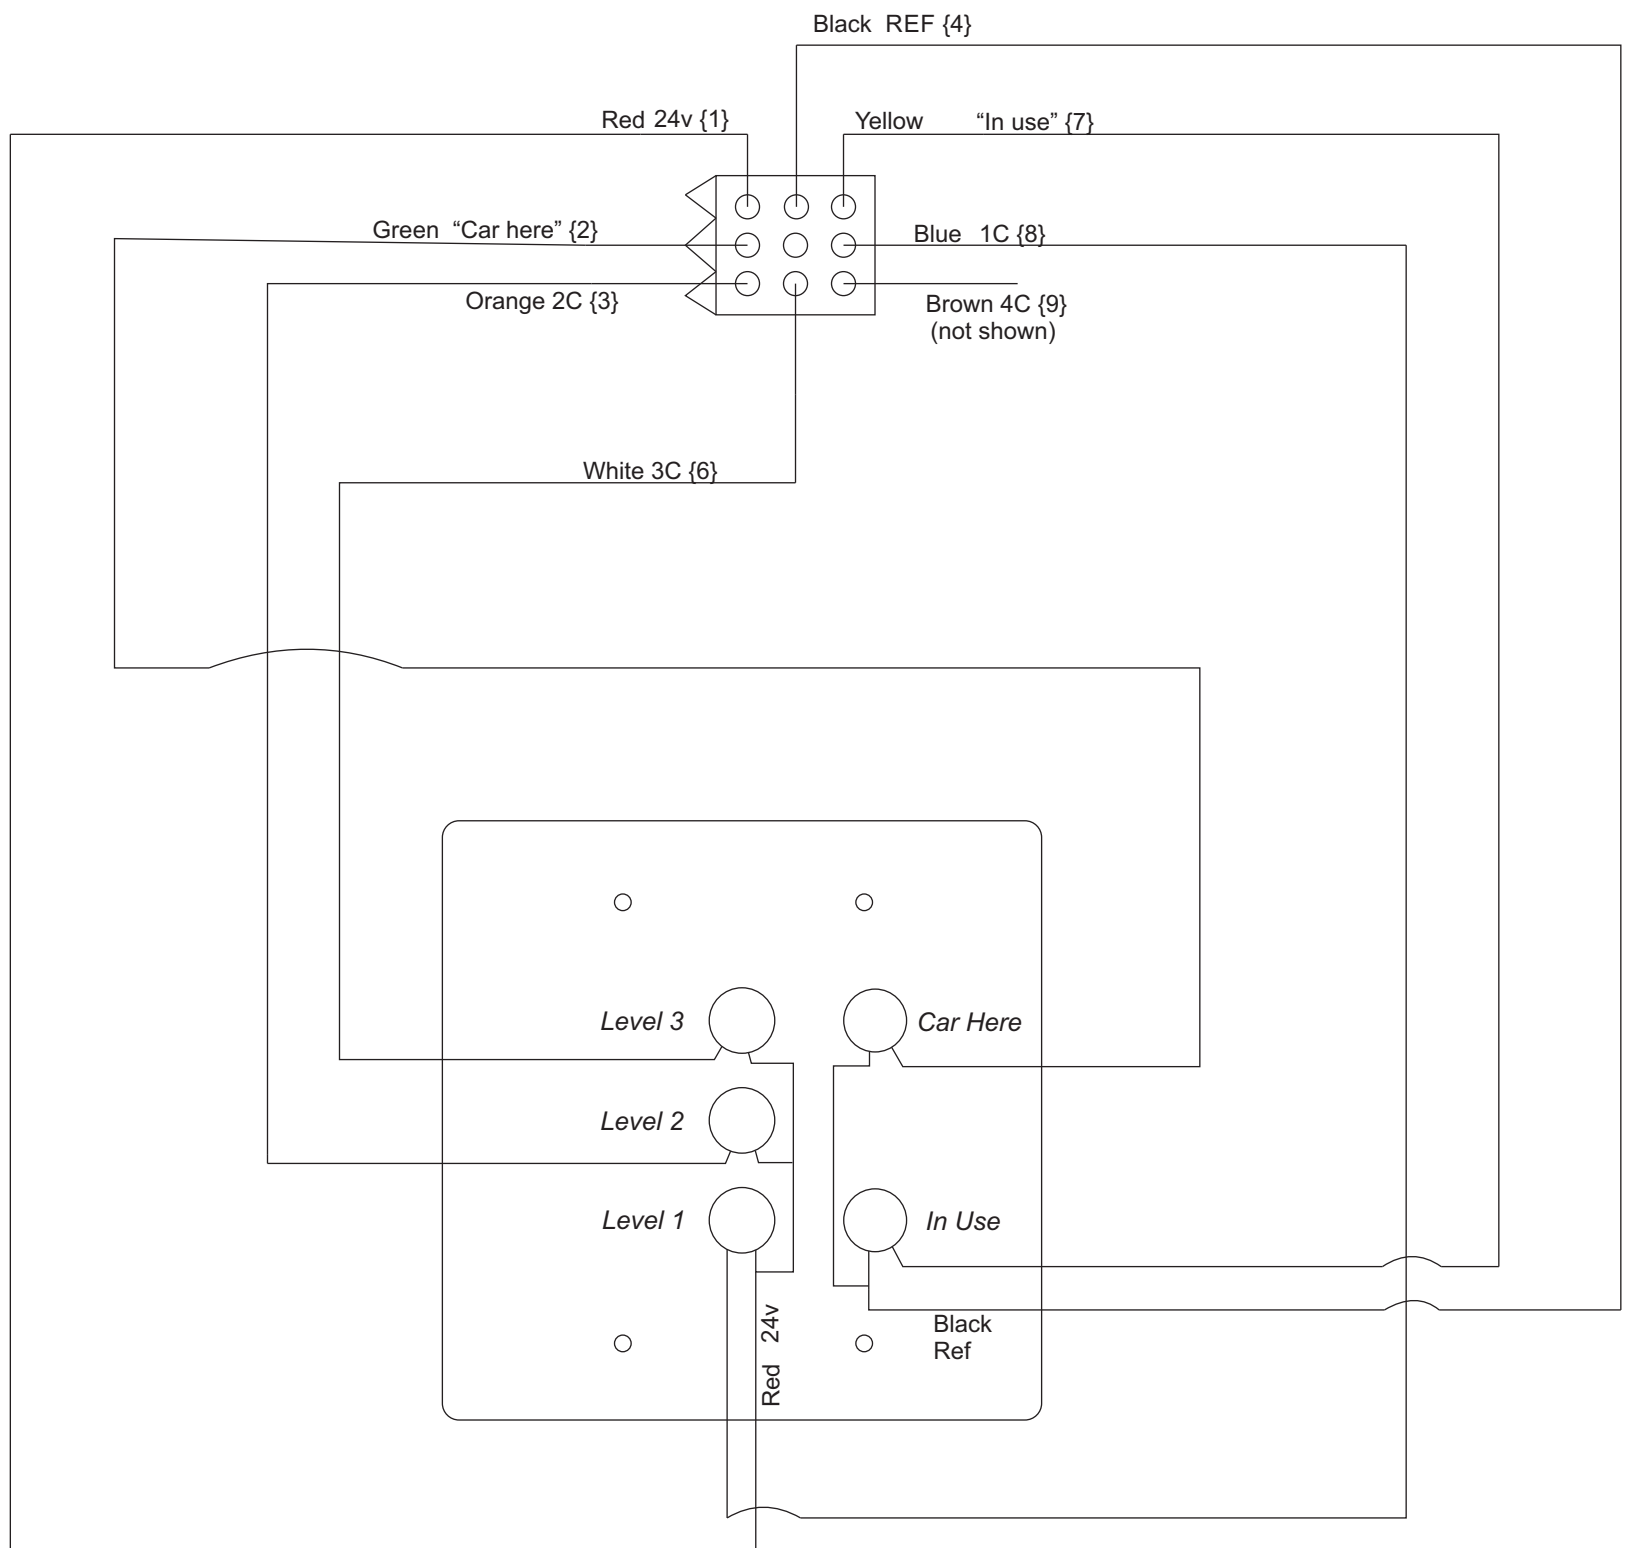 Black REF {4}
Red 24v {1}
Yellow “In use” {7}
Green “Car here” {2}
Blue 1C {8}
Orange 2C {3}
Brown 4C {9}
(not shown)
White 3C {6}
Level 3
Car Here
Level 2
Level 1
In Use
Red 24v
Black
Ref